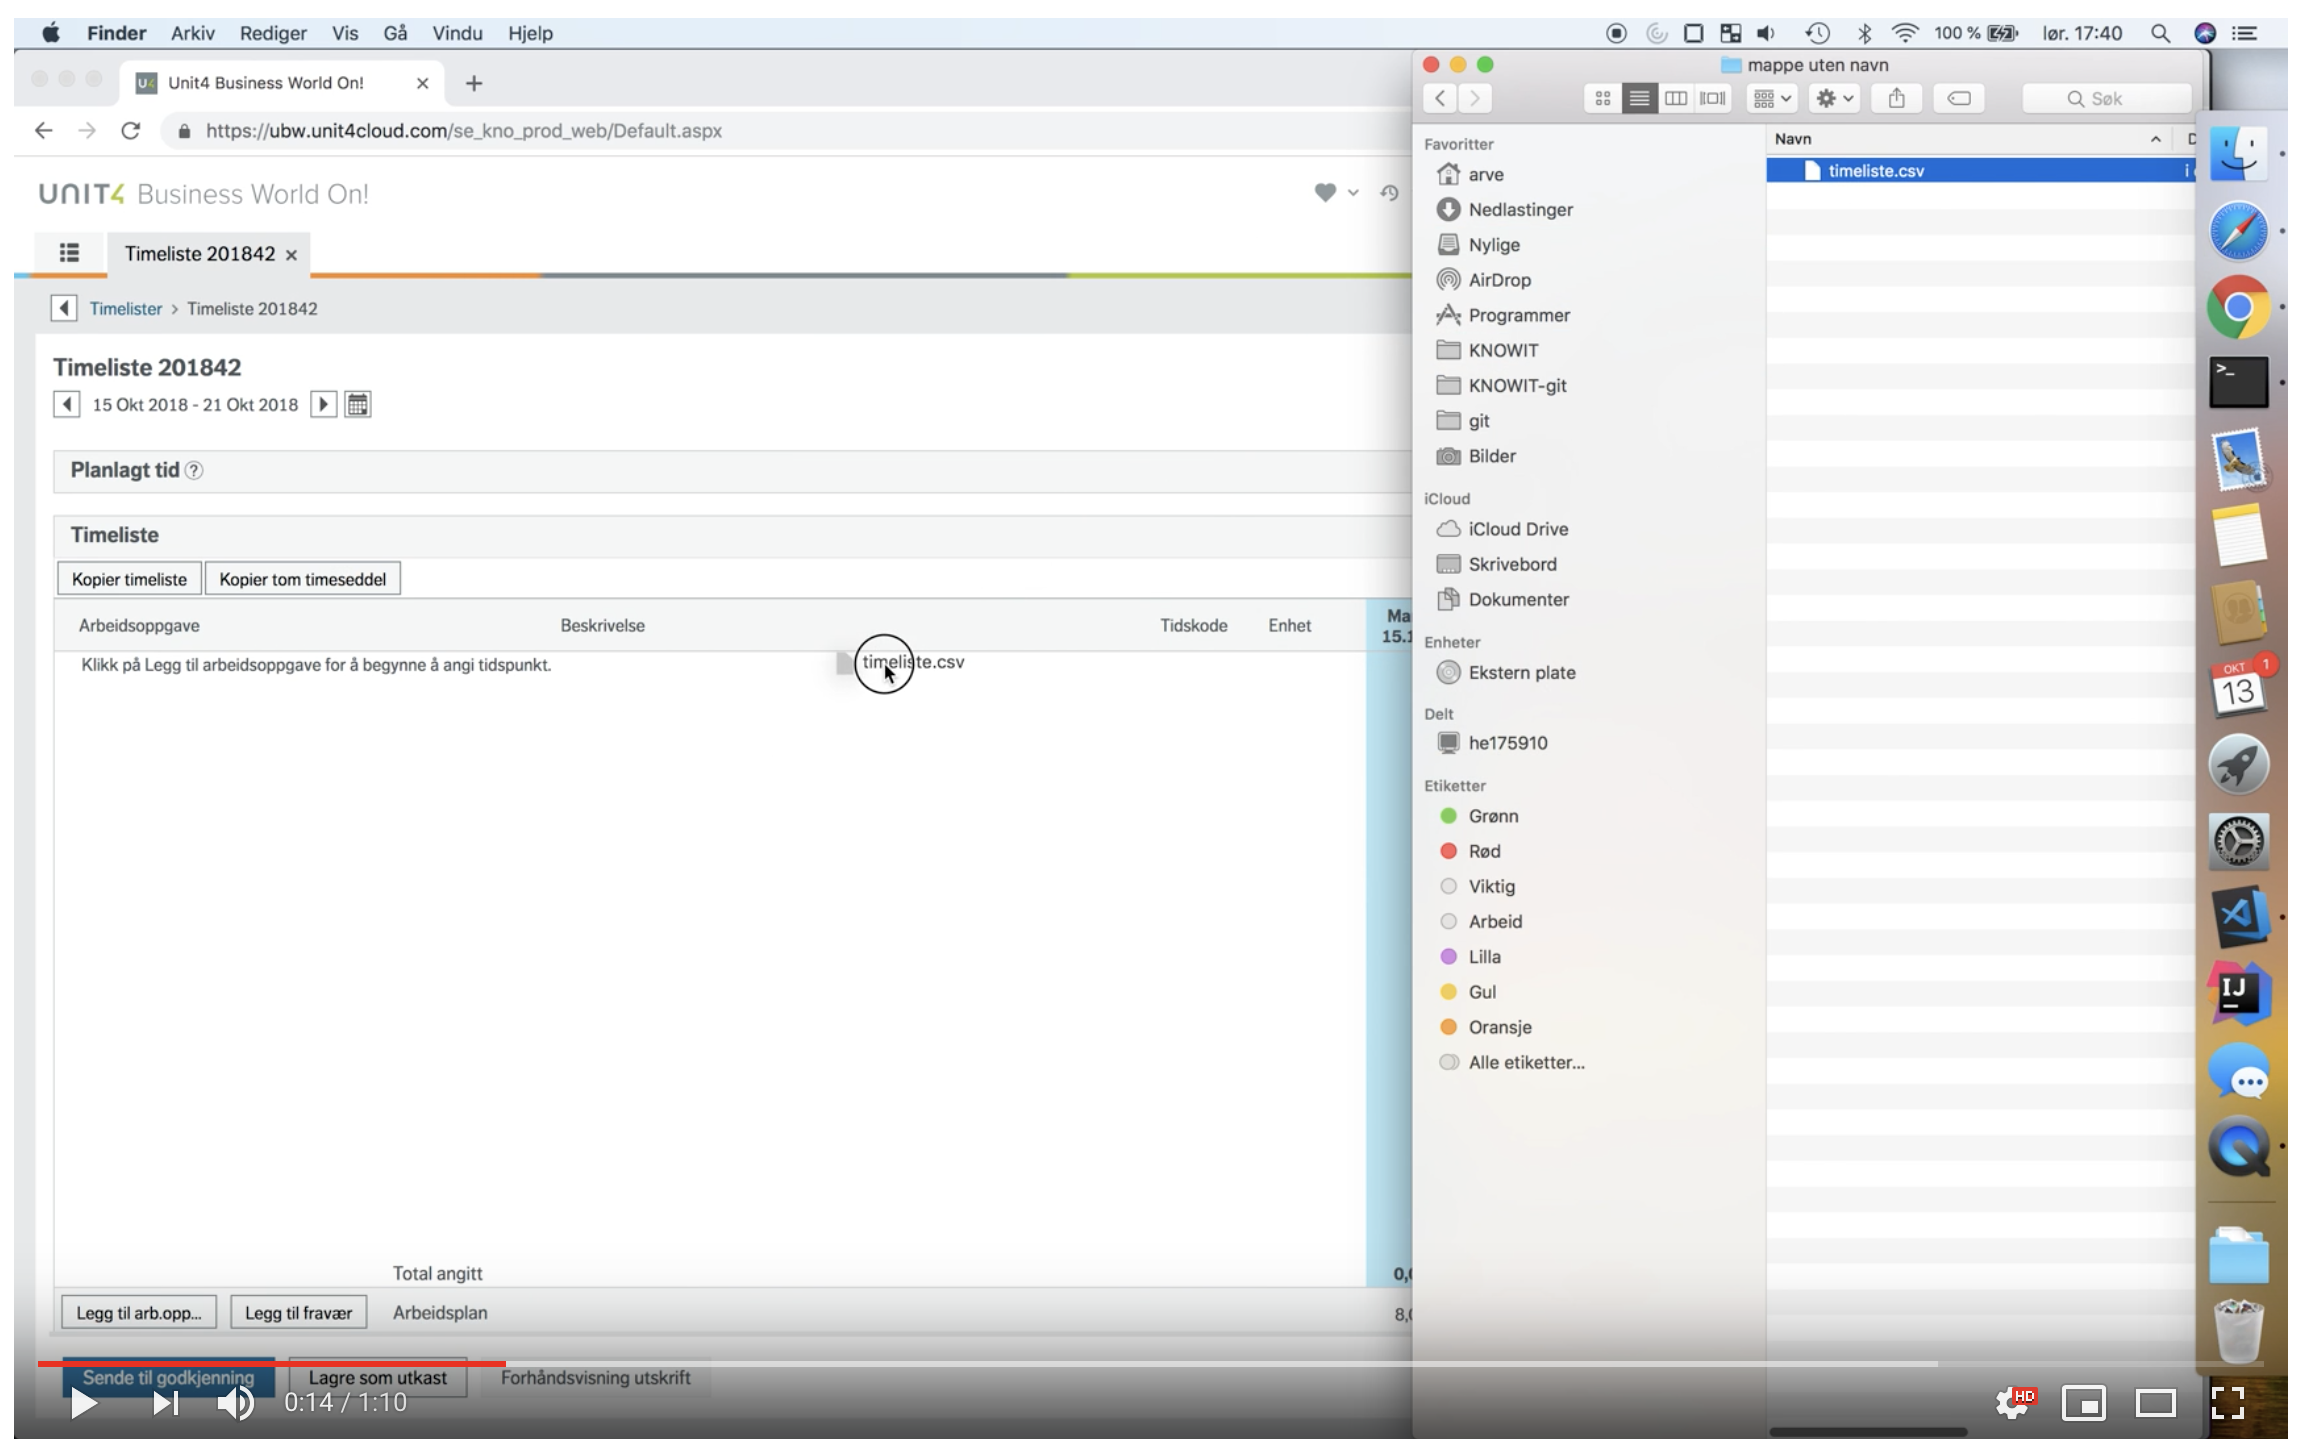 Finder Arkiv Rediger Vis Gå Vindu Hjelp 100 % lør. 17:40
Unit4 Business World On!
mappe uten navn
https://ubw.unit4cloud.com/se_kno_prod_web/Default.aspx
Søk
UNIT4 Business World On!
Timeliste 201842
Timelister > Timeliste 201842
Timeliste 201842
15 Okt 2018 - 21 Okt 2018
Planlagt tid ?
Timeliste
Kopier timeliste Kopier tom timeseddel
Arbeidsoppgave Beskrivelse Tidskode Enhet
Klikk på Legg til arbeidsoppgave for å begynne å angi tidspunkt.
timeliste.csv
Total angitt
Legg til arb.opp... Legg til fravær Arbeidsplan
Sende til godkjenning Lagre som utkast Forhåndsvisning utskrift
0:14 / 1:10
HD
Favoritter
arve
Nedlastinger
Nylige
AirDrop
Programmer
KNOWIT
KNOWIT-git
git
Bilder
iCloud
iCloud Drive
Skrivebord
Dokumenter
Enheter
Ekstern plate
Delt
he175910
Etiketter
Grønn
Rød
Viktig
Arbeid
Lilla
Gul
Oransje
Alle etiketter...
Navn
timeliste.csv
OKT 1
13
IJ